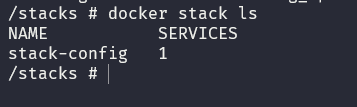 /stacks # docker stack ls
NAME            SERVICES
stack-config    1
/stacks #